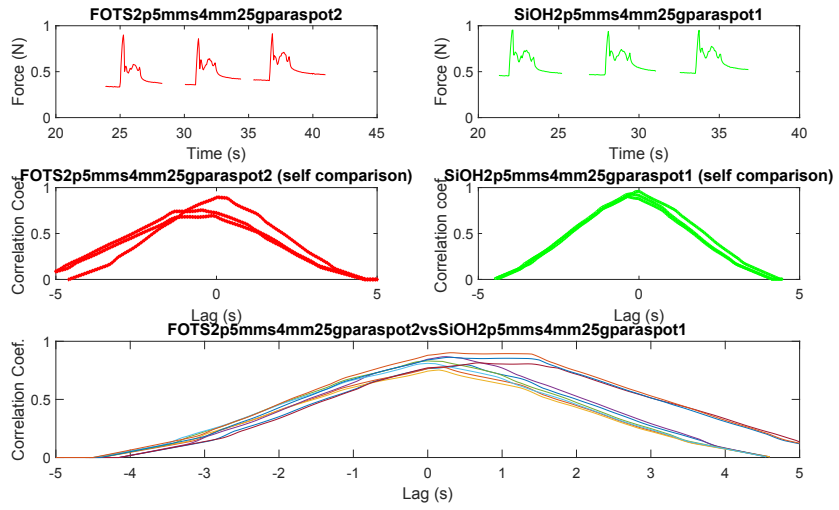 FOTS2p5mms4mm25gparaspot2
SiOH2p5mms4mm25gparaspot1
Force (N)
1
0.5
0
20 25 30 35 40 45
Time (s)
Force (N)
1
0.5
0
20 25 30 35 40
Time (s)
FOTS2p5mms4mm25gparaspot2 (self comparison)
SiOH2p5mms4mm25gparaspot1 (self comparison)
Correlation Coef.
1
0.5
0
-5 0 5
Lag (s)
Correlation Coef.
1
0.5
0
-5 0 5
Lag (s)
FOTS2p5mms4mm25gparaspot2vsSiOH2p5mms4mm25gparaspot1
Correlation Coef.
1
0.5
0
-5 -4 -3 -2 -1 0 1 2 3 4 5
Lag (s)